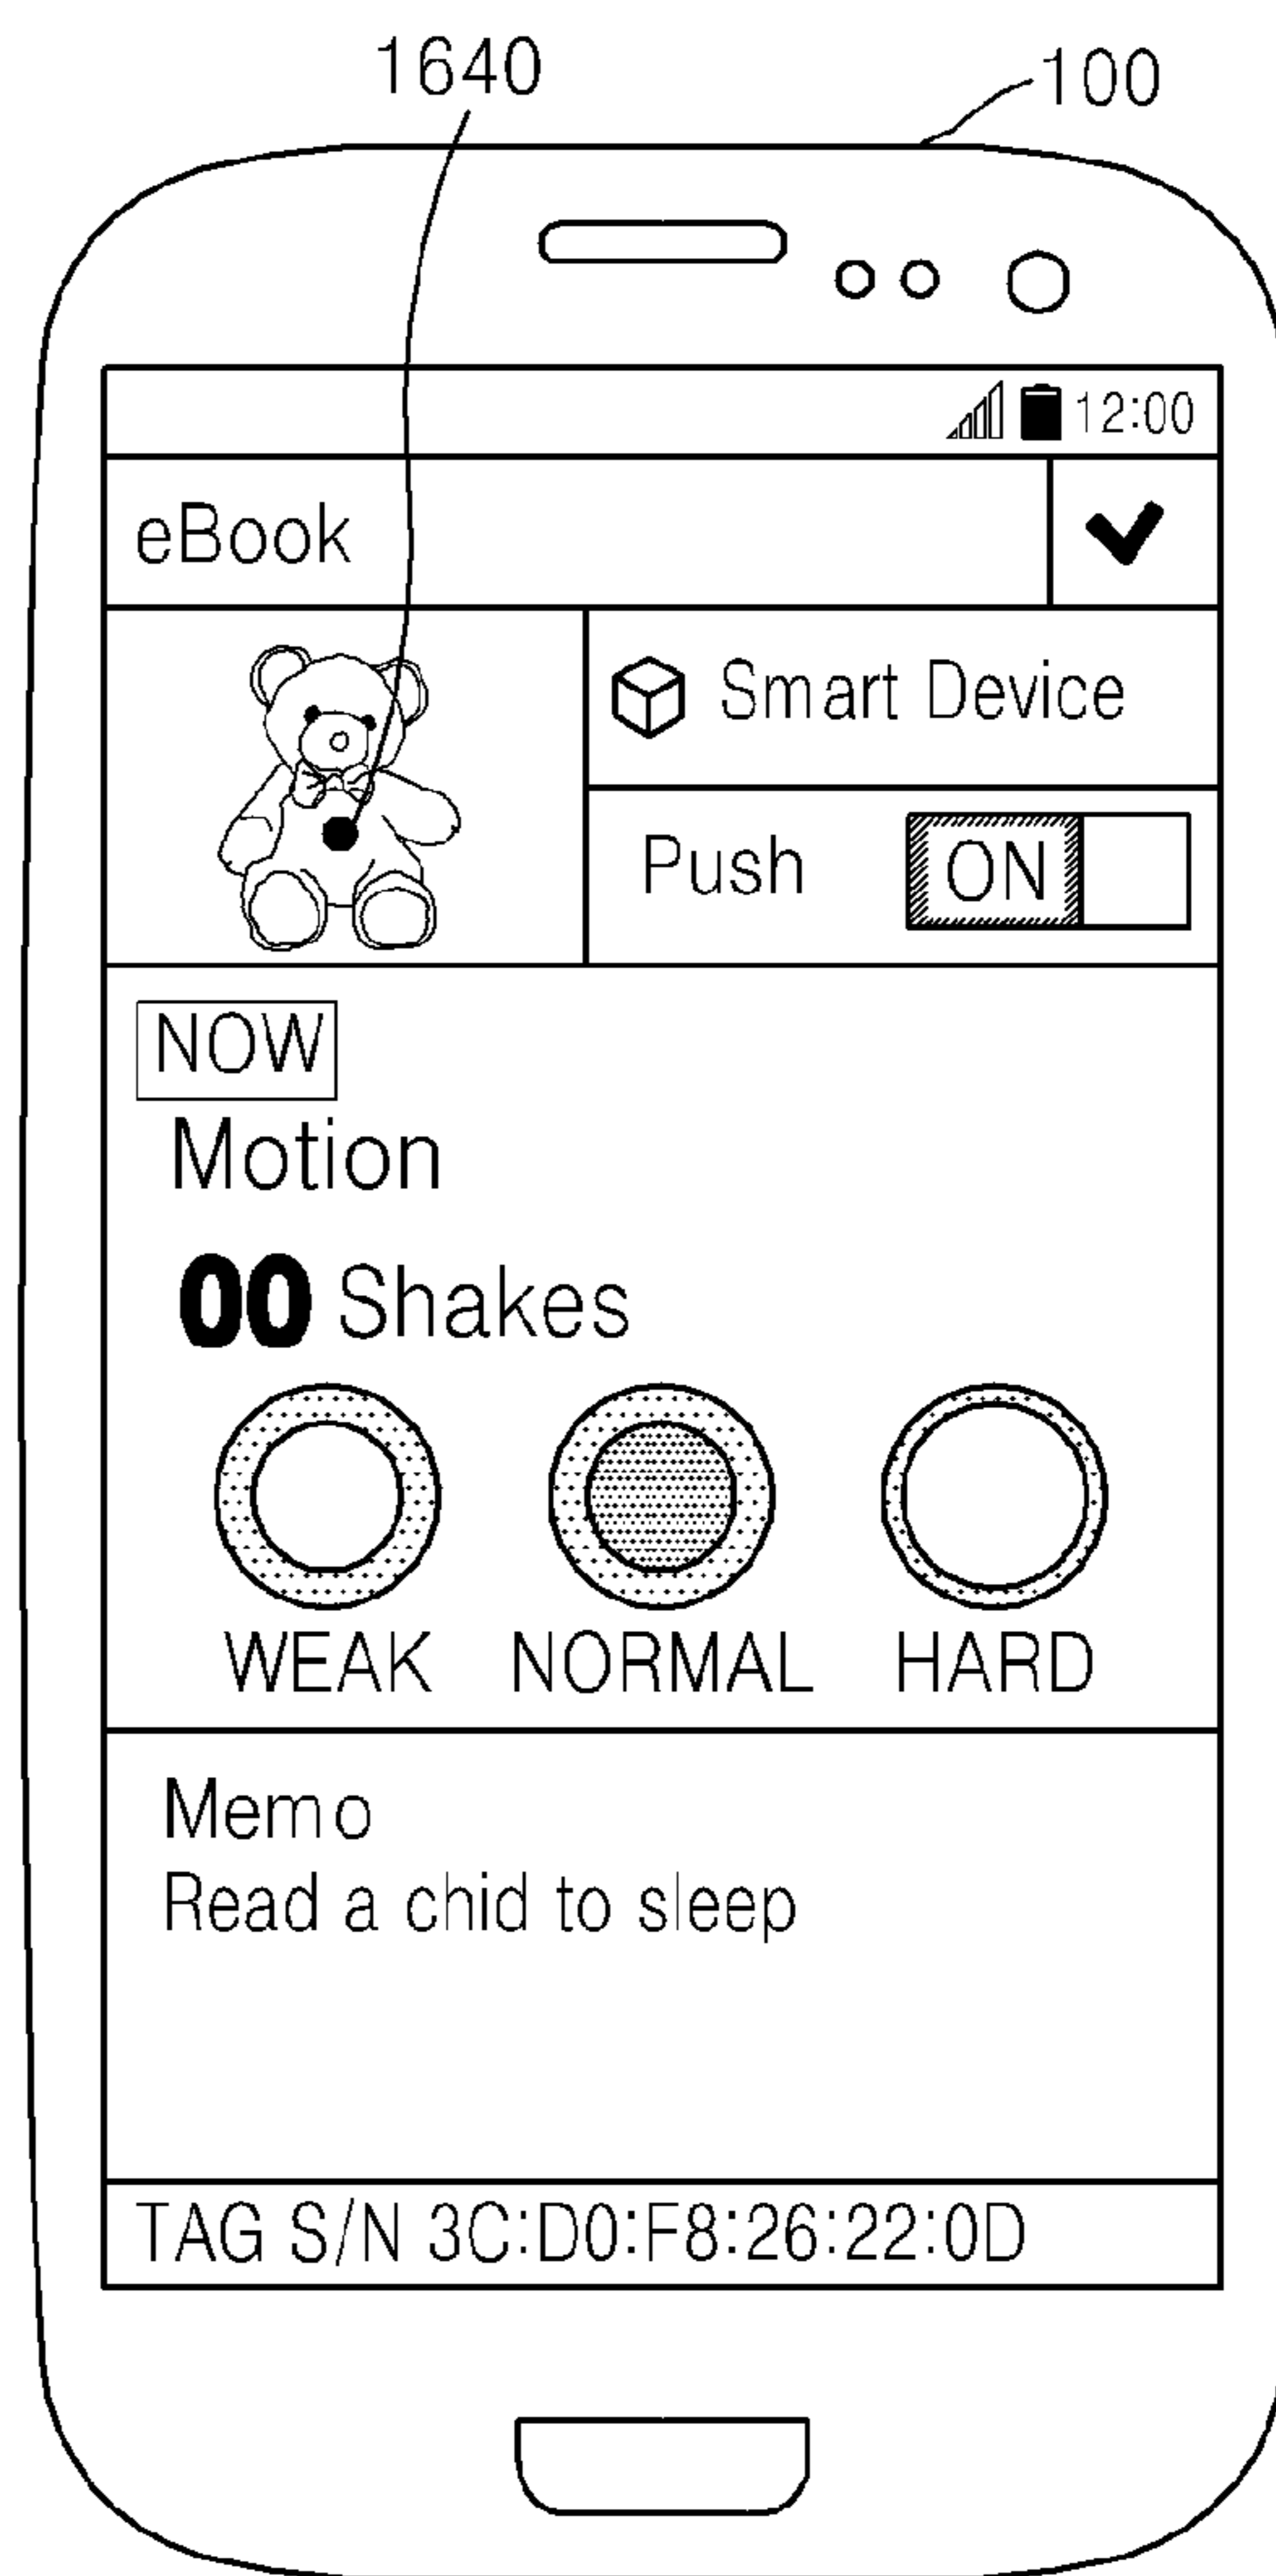 1640
100
12:00
eBook
Smart Device
Push ON
NOW
Motion
00 Shakes
WEAK NORMAL HARD
Memo
Read a chid to sleep
TAG S/N 3C:D0:F8:26:22:0D